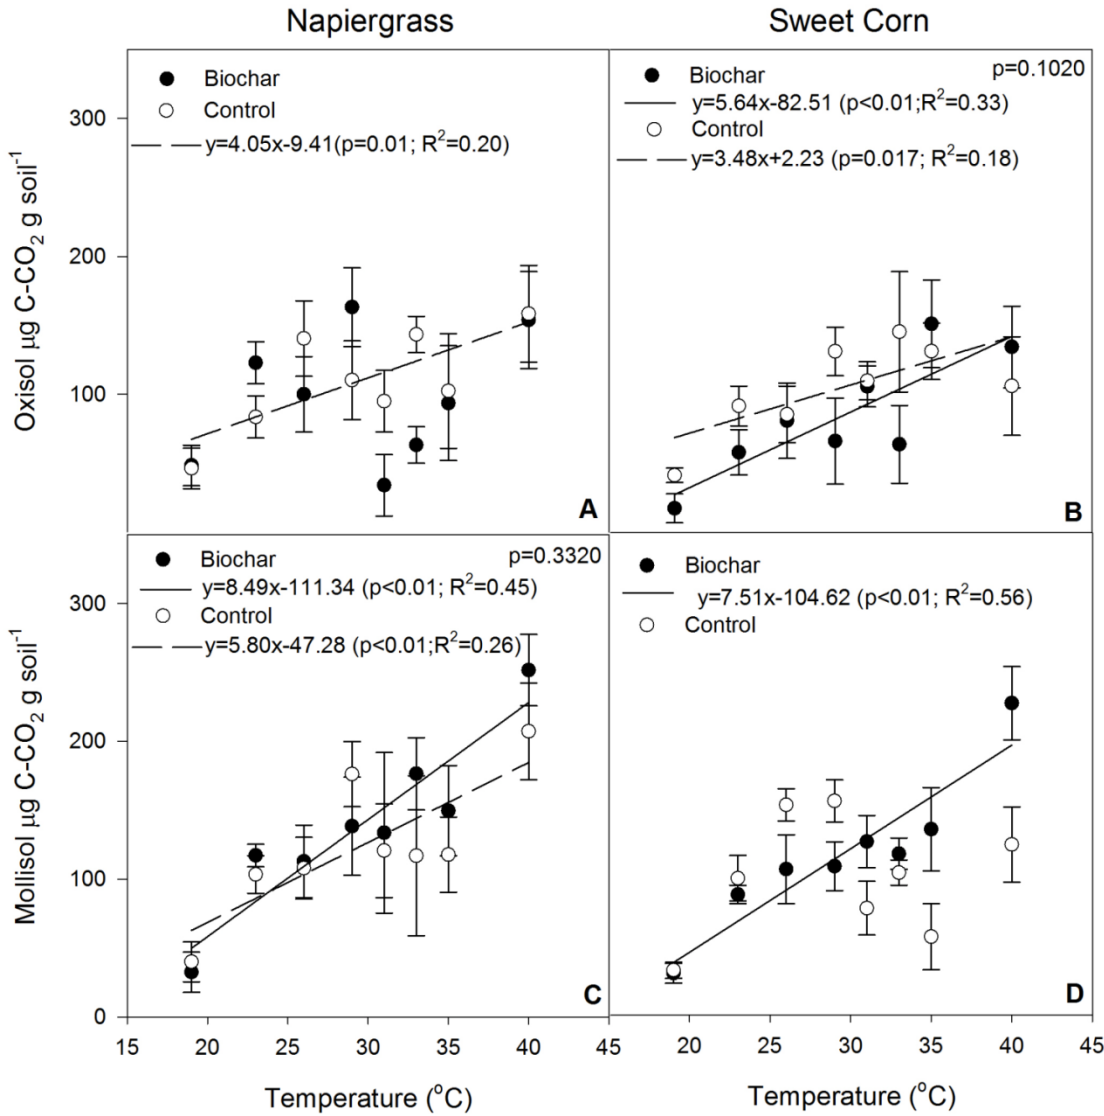 Napiergrass
Sweet Corn
Biochar
Control
y=4.05x-9.41(p=0.01; R²=0.20)
A
p=0.1020
Biochar
y=5.64x-82.51 (p<0.01;R²=0.33)
Control
y=3.48x+2.23 (p=0.017; R²=0.18)
B
300
200
100
Oxisol µg C-CO₂ g soil⁻¹
p=0.3320
Biochar
y=8.49x-111.34 (p<0.01; R²=0.45)
Control
y=5.80x-47.28 (p<0.01;R²=0.26)
C
Biochar
y=7.51x-104.62 (p<0.01; R²=0.56)
Control
D
300
200
100
0
Mollisol µg C-CO₂ g soil⁻¹
15 20 25 30 35 40 45
20 25 30 35 40 45
Temperature (°C)
Temperature (°C)